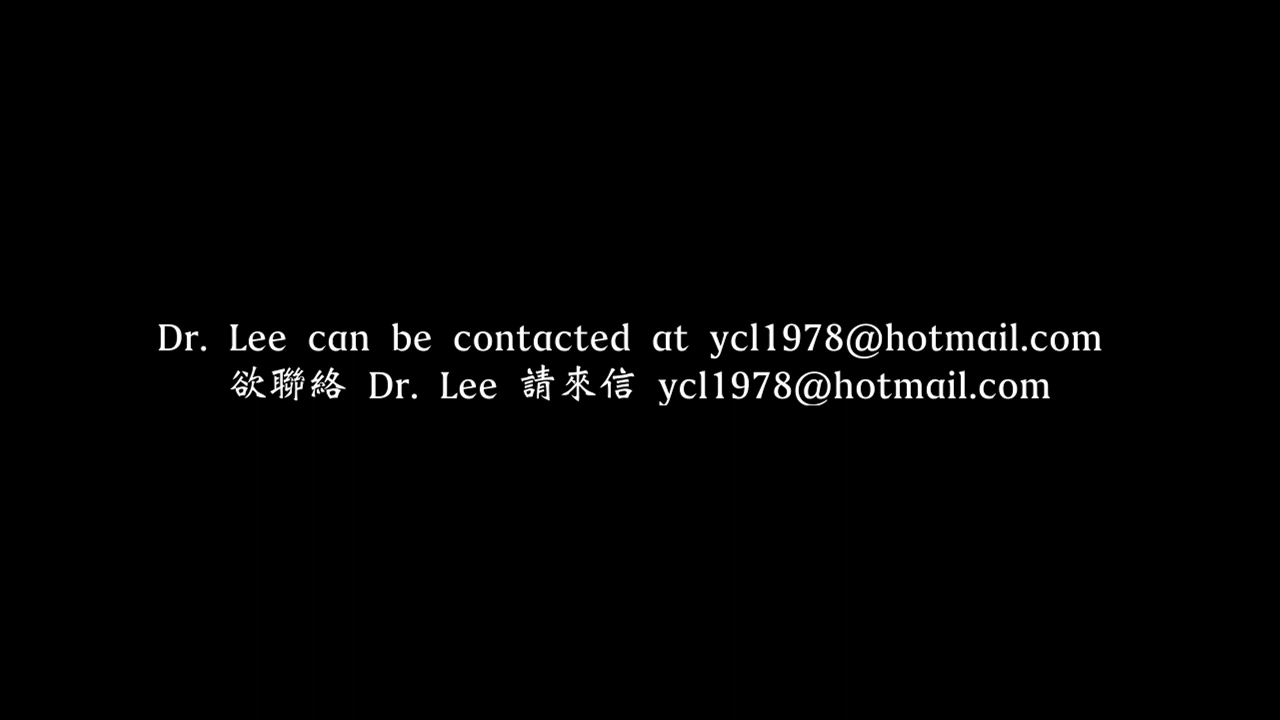 Dr. Lee can be contacted at ycl1978@hotmail.com
欲聯絡 Dr. Lee 請來信 ycl1978@hotmail.com